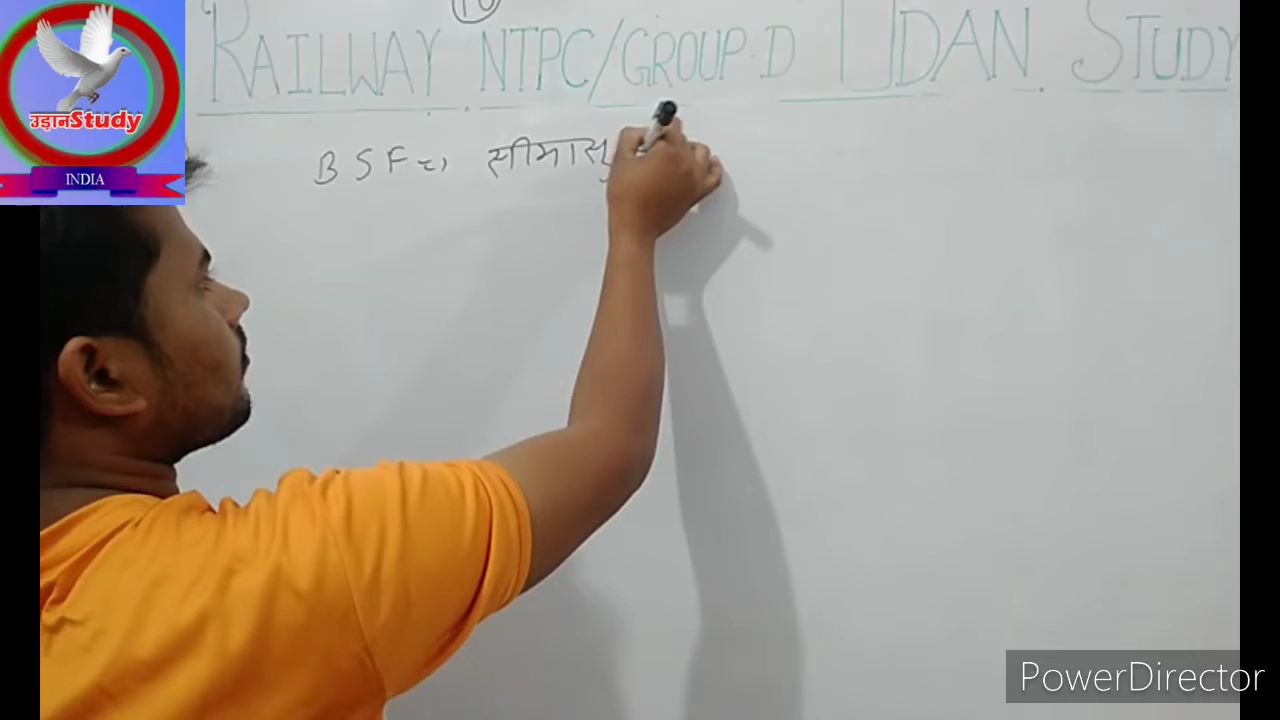 RAILWAY NTPC/GROUP.D UDAN STUDY
BSF => सीमासु
उड़ानStudy
INDIA
PowerDirector